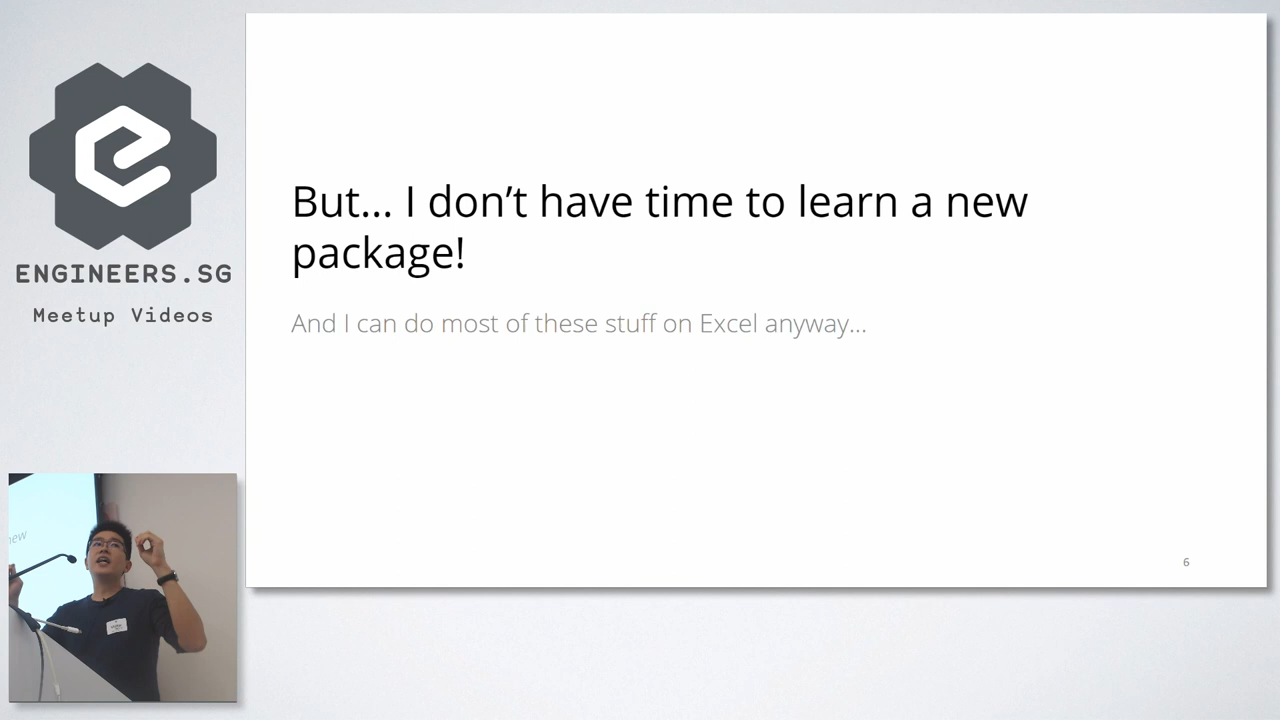 ENGINEERS.SG
Meetup Videos
But... I don't have time to learn a new
package!
And I can do most of these stuff on Excel anyway...
6
new